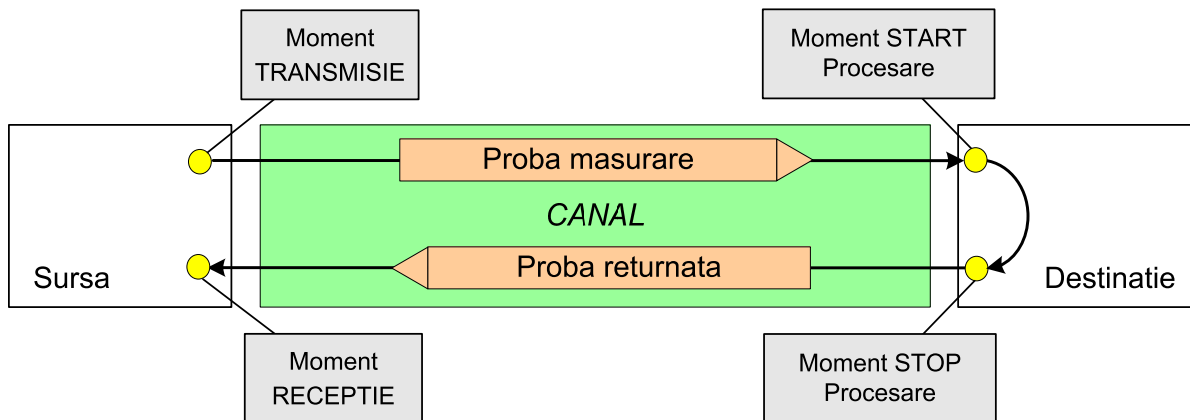 Moment
TRANSMISIE
Moment START
Procesare
Proba masurare
CANAL
Proba returnata
Sursa
Destinatie
Moment
RECEPTIE
Moment STOP
Procesare